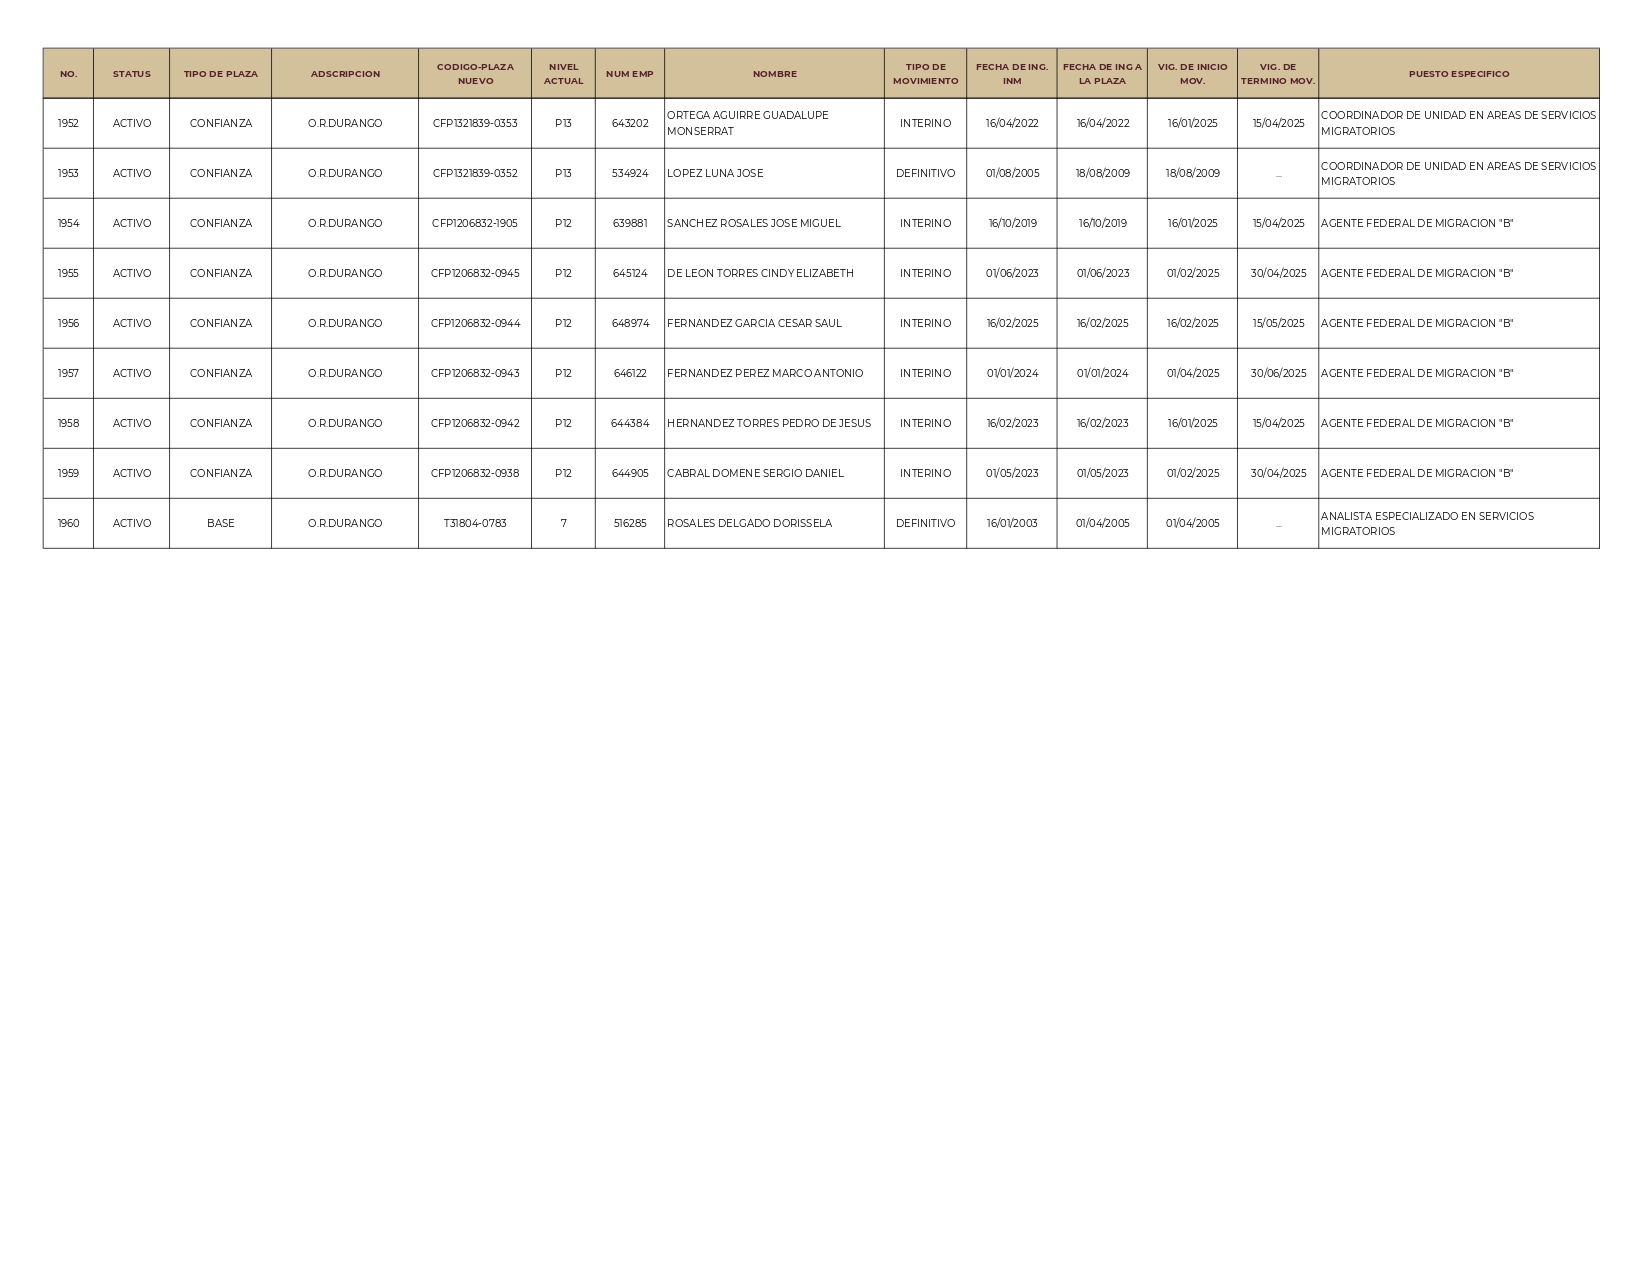 NO. STATUS TIPO DE PLAZA ADSCRIPCION CODIGO-PLAZA NUEVO NIVEL ACTUAL NUM EMP NOMBRE TIPO DE MOVIMIENTO FECHA DE ING. INM FECHA DE ING A LA PLAZA VIG. DE INICIO MOV. VIG. DE TERMINO MOV. PUESTO ESPECIFICO
1952 ACTIVO CONFIANZA O.R.DURANGO CFP1321839-0353 P13 643202 ORTEGA AGUIRRE GUADALUPE MONSERRAT INTERINO 16/04/2022 16/04/2022 16/01/2025 15/04/2025 COORDINADOR DE UNIDAD EN AREAS DE SERVICIOS MIGRATORIOS
1953 ACTIVO CONFIANZA O.R.DURANGO CFP1321839-0352 P13 534924 LOPEZ LUNA JOSE DEFINITIVO 01/08/2005 18/08/2009 18/08/2009 ... COORDINADOR DE UNIDAD EN AREAS DE SERVICIOS MIGRATORIOS
1954 ACTIVO CONFIANZA O.R.DURANGO CFP1206832-1905 P12 639881 SANCHEZ ROSALES JOSE MIGUEL INTERINO 16/10/2019 16/10/2019 16/01/2025 15/04/2025 AGENTE FEDERAL DE MIGRACION "B"
1955 ACTIVO CONFIANZA O.R.DURANGO CFP1206832-0945 P12 645124 DE LEON TORRES CINDY ELIZABETH INTERINO 01/06/2023 01/06/2023 01/02/2025 30/04/2025 AGENTE FEDERAL DE MIGRACION "B"
1956 ACTIVO CONFIANZA O.R.DURANGO CFP1206832-0944 P12 648974 FERNANDEZ GARCIA CESAR SAUL INTERINO 16/02/2025 16/02/2025 16/02/2025 15/05/2025 AGENTE FEDERAL DE MIGRACION "B"
1957 ACTIVO CONFIANZA O.R.DURANGO CFP1206832-0943 P12 646122 FERNANDEZ PEREZ MARCO ANTONIO INTERINO 01/01/2024 01/01/2024 01/04/2025 30/06/2025 AGENTE FEDERAL DE MIGRACION "B"
1958 ACTIVO CONFIANZA O.R.DURANGO CFP1206832-0942 P12 644384 HERNANDEZ TORRES PEDRO DE JESUS INTERINO 16/02/2023 16/02/2023 16/01/2025 15/04/2025 AGENTE FEDERAL DE MIGRACION "B"
1959 ACTIVO CONFIANZA O.R.DURANGO CFP1206832-0938 P12 644905 CABRAL DOMENE SERGIO DANIEL INTERINO 01/05/2023 01/05/2023 01/02/2025 30/04/2025 AGENTE FEDERAL DE MIGRACION "B"
1960 ACTIVO BASE O.R.DURANGO T31804-0783 7 516285 ROSALES DELGADO DORISSELA DEFINITIVO 16/01/2003 01/04/2005 01/04/2005 ... ANALISTA ESPECIALIZADO EN SERVICIOS MIGRATORIOS